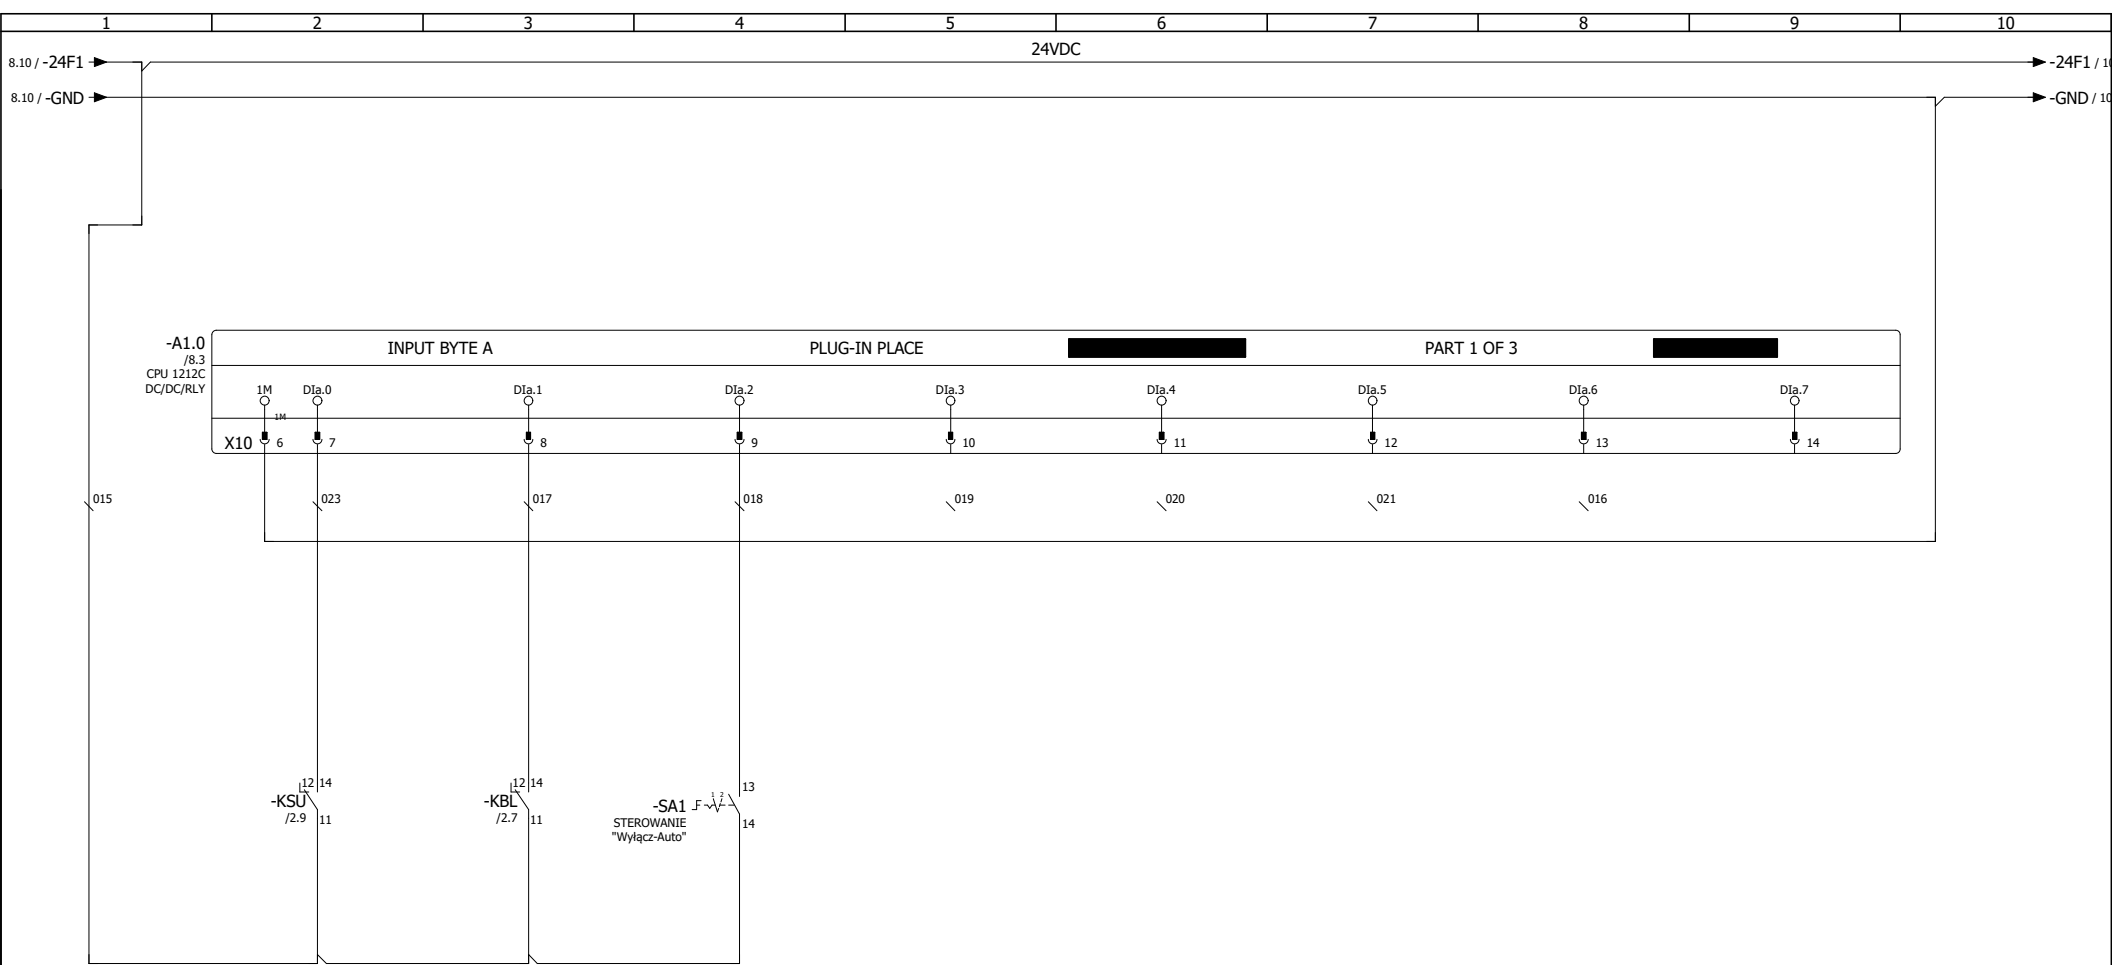 1 2 3 4 5 6 7 8 9 10
24VDC
8.10 / -24F1
-24F1 / 10
8.10 / -GND
-GND / 10
-A1.0
/8.3
CPU 1212C
DC/DC/RLY
INPUT BYTE A PLUG-IN PLACE PART 1 OF 3
1M DIa.0 DIa.1 DIa.2 DIa.3 DIa.4 DIa.5 DIa.6 DIa.7
1M
X10 6 7 8 9 10 11 12 13 14
015 023 017 018 019 020 021 016
12 14
-KSU
/2.9 11
12 14
-KBL
/2.7 11
13
1 2
-SA1
STEROWANIE
"Wyłącz-Auto"
14